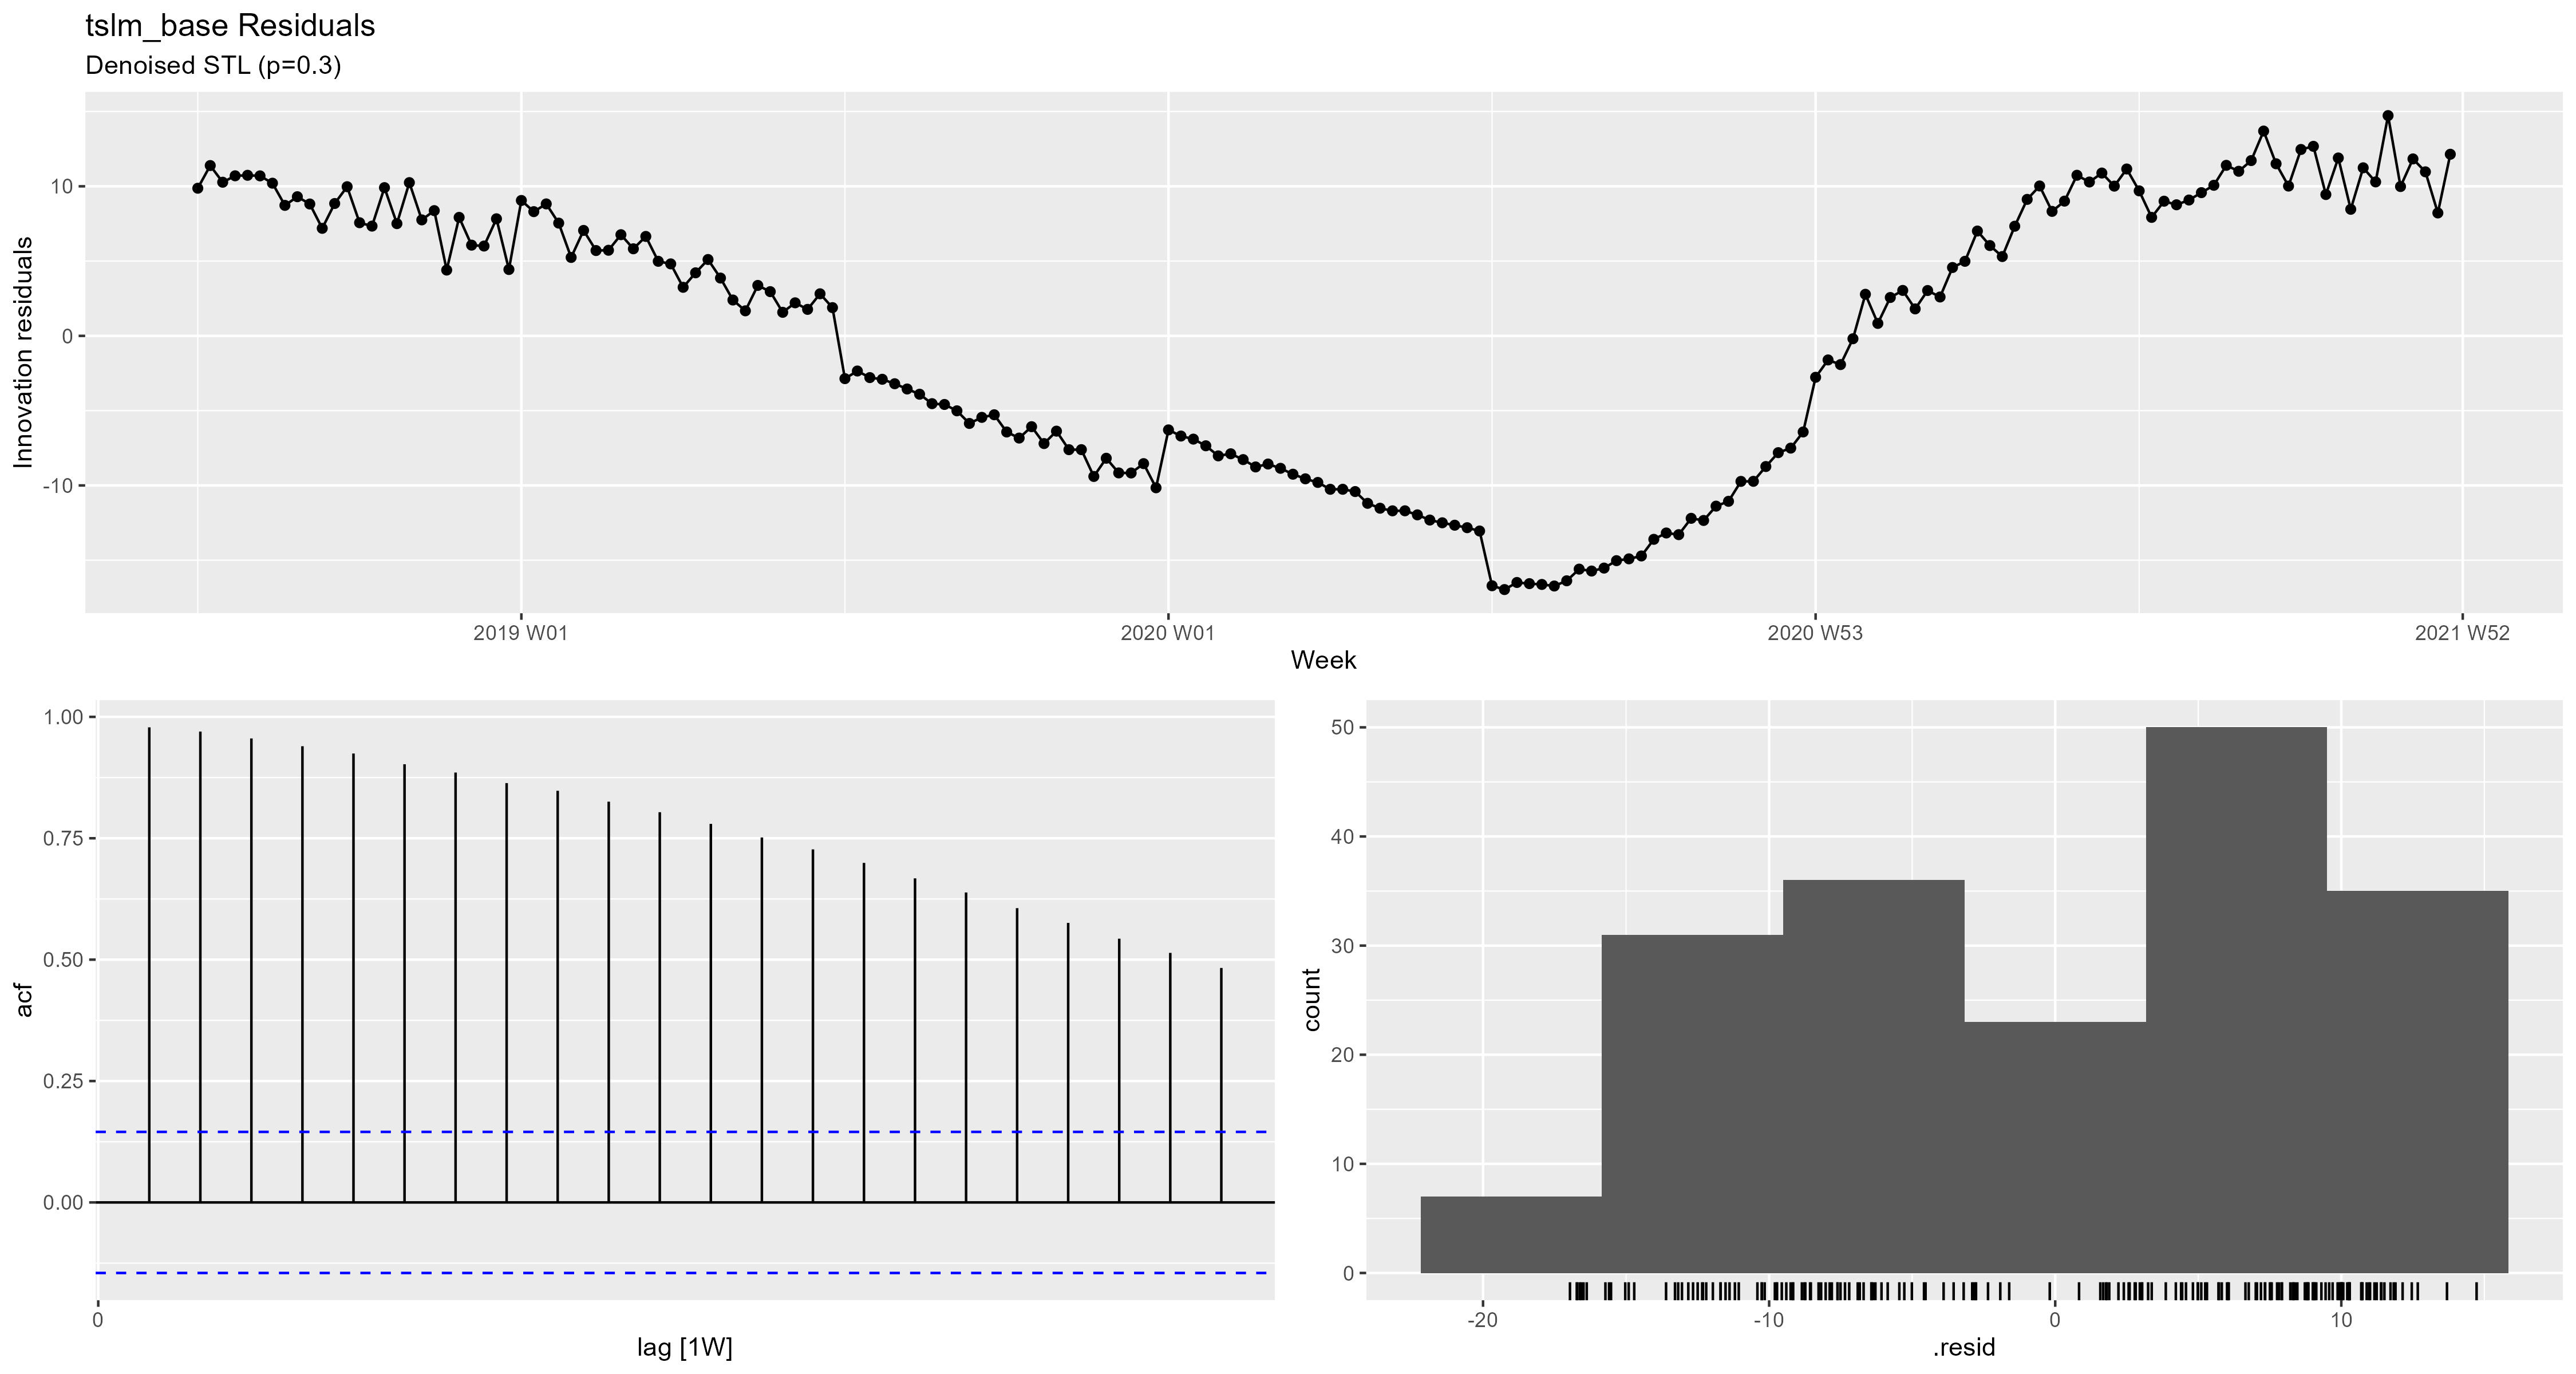 tslm_base Residuals
Denoised STL (p=0.3)
Innovation residuals
10
0
-10
2019 W01
2020 W01
2020 W53
2021 W52
Week
acf
1.00
0.75
0.50
0.25
0.00
0
lag [1W]
count
50
40
30
20
10
0
-20
-10
0
10
.resid